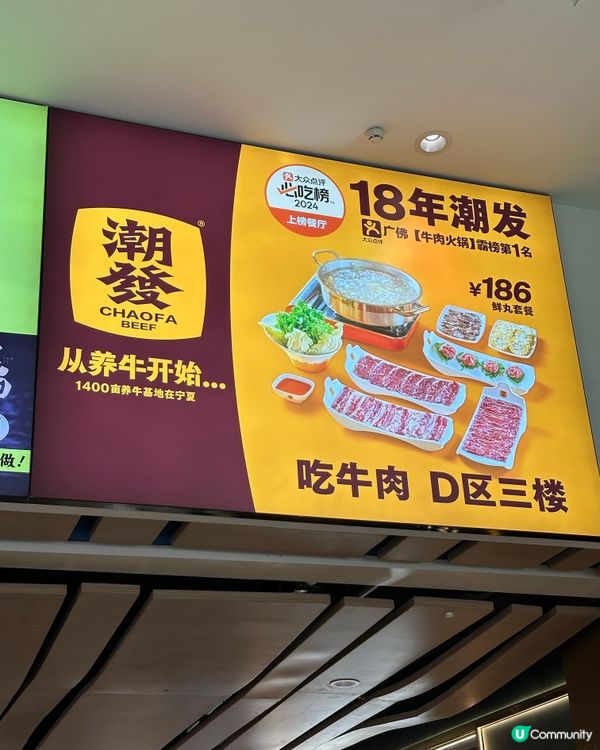 潮發
®
CHAOFA
BEEF
从养牛开始...
1400亩养牛基地在宁夏
大众点评
必吃榜
2024
上榜餐厅
18年潮发
大众点评
广佛【牛肉火锅】霸榜第1名
¥186
鲜丸套餐
吃牛肉 D区三楼
做!
U Community